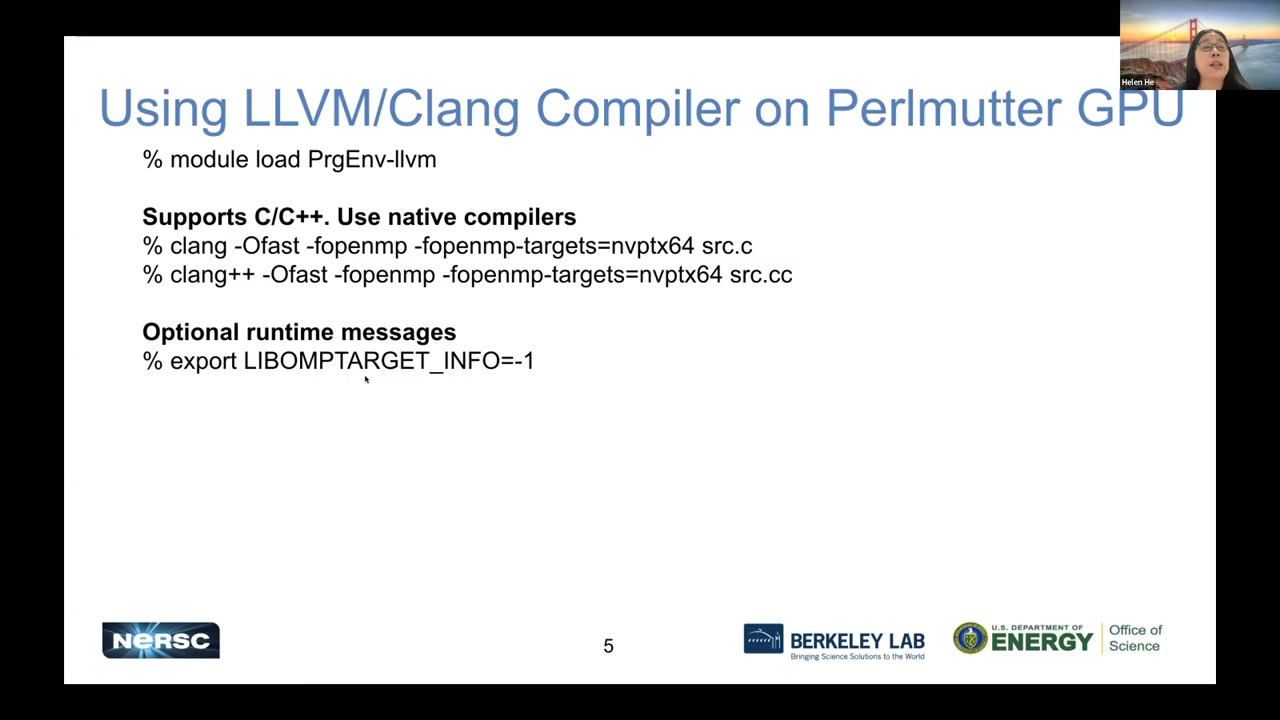 Helen He
Using LLVM/Clang Compiler on Perlmutter GPU
% module load PrgEnv-llvm
Supports C/C++. Use native compilers
% clang -Ofast -fopenmp -fopenmp-targets=nvptx64 src.c
% clang++ -Ofast -fopenmp -fopenmp-targets=nvptx64 src.cc
Optional runtime messages
% export LIBOMPTARGET_INFO=-1
NERSC
5
BERKELEY LAB
Bringing Science Solutions to the World
U.S. DEPARTMENT OF
ENERGY
Office of
Science